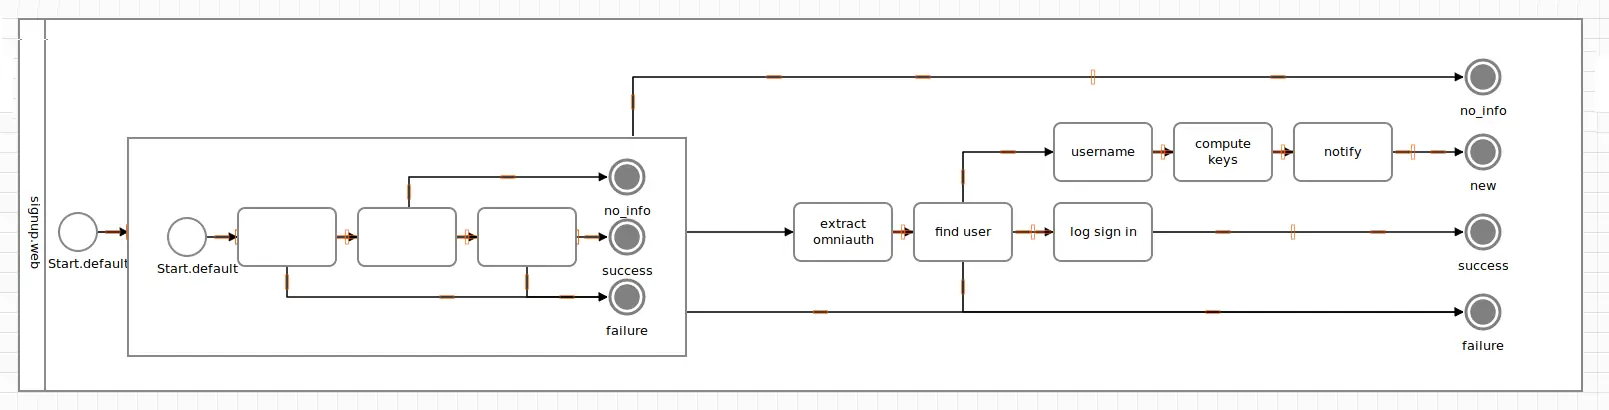 signup.web
Start.default
Start.default
no_info
success
failure
extract
omniauth
find user
username
compute
keys
notify
log sign in
no_info
new
success
failure